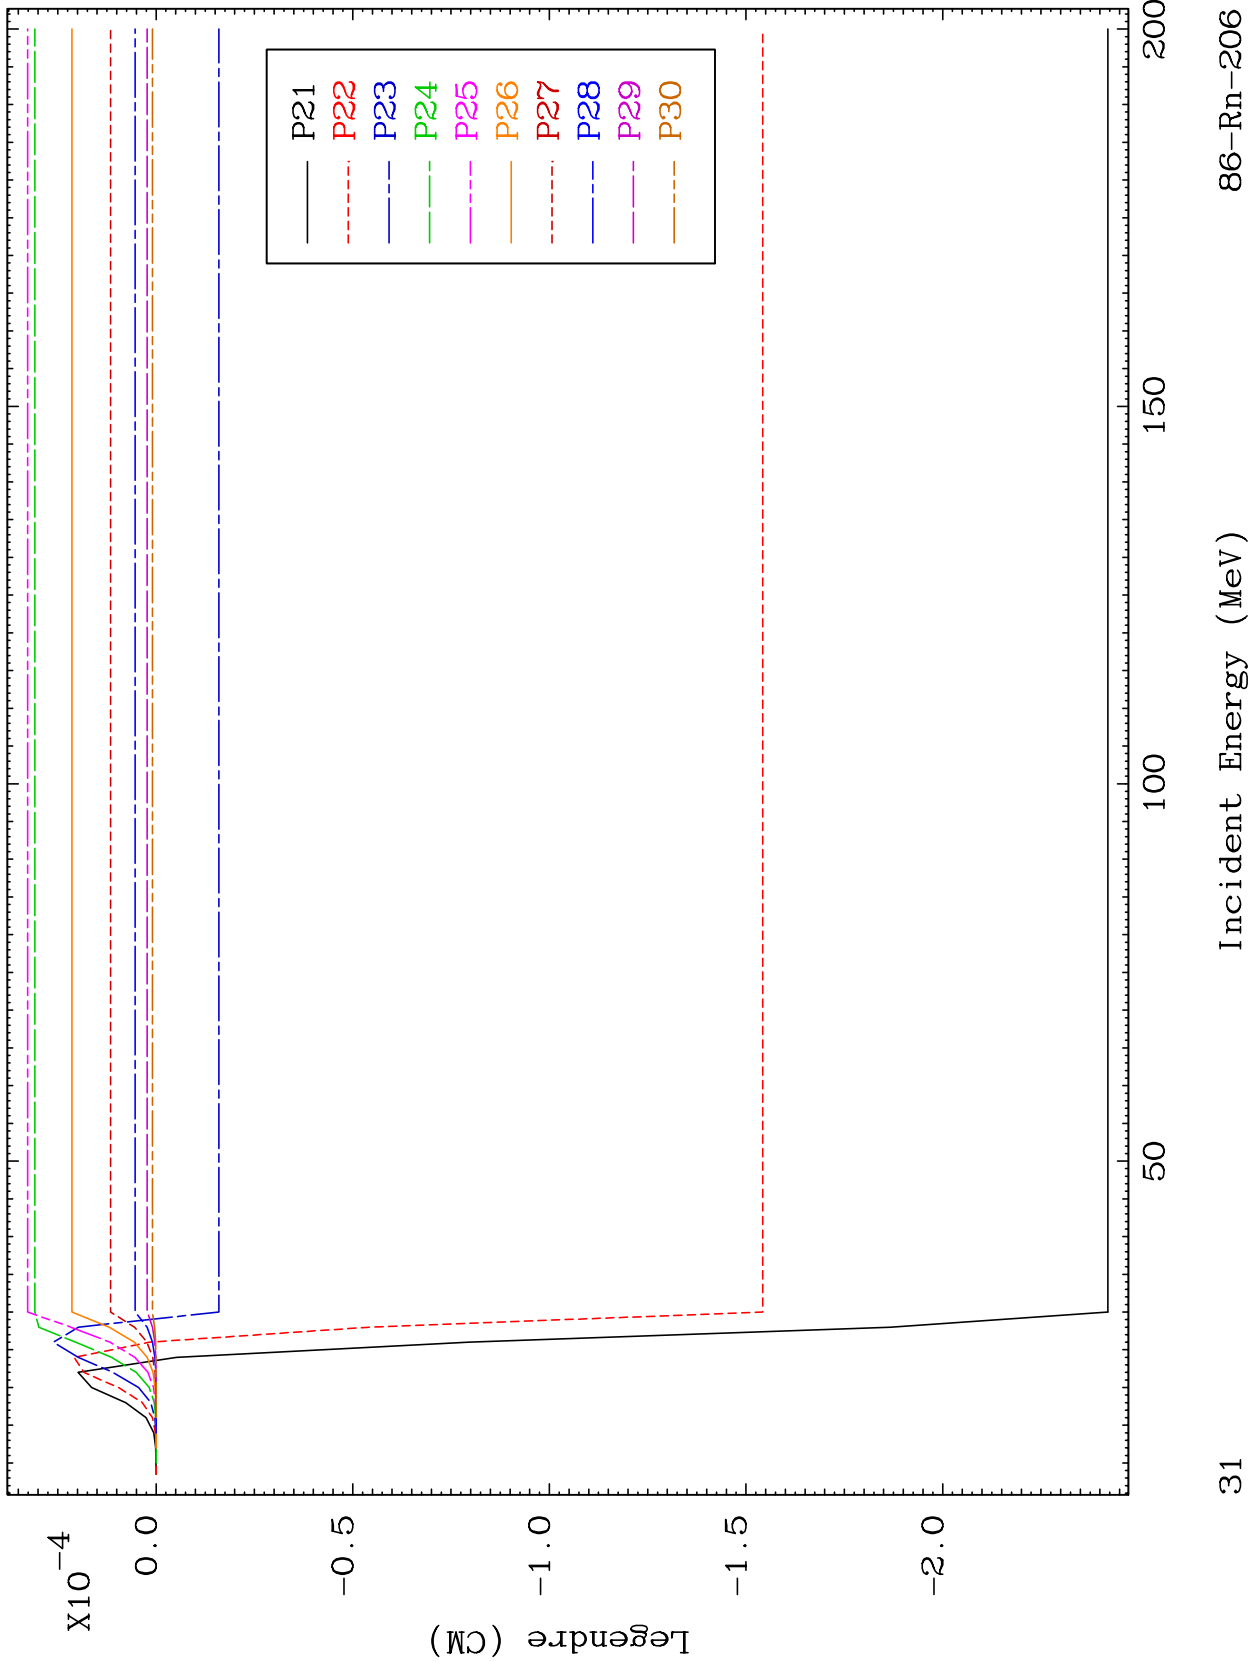 X10-4
0.0
-0.5
-1.0
-1.5
-2.0
Legendre (CM)
P21
P22
P23
P24
P25
P26
P27
P28
P29
P30
50
100
150
200
Incident Energy (MeV)
31
86-Rn-206